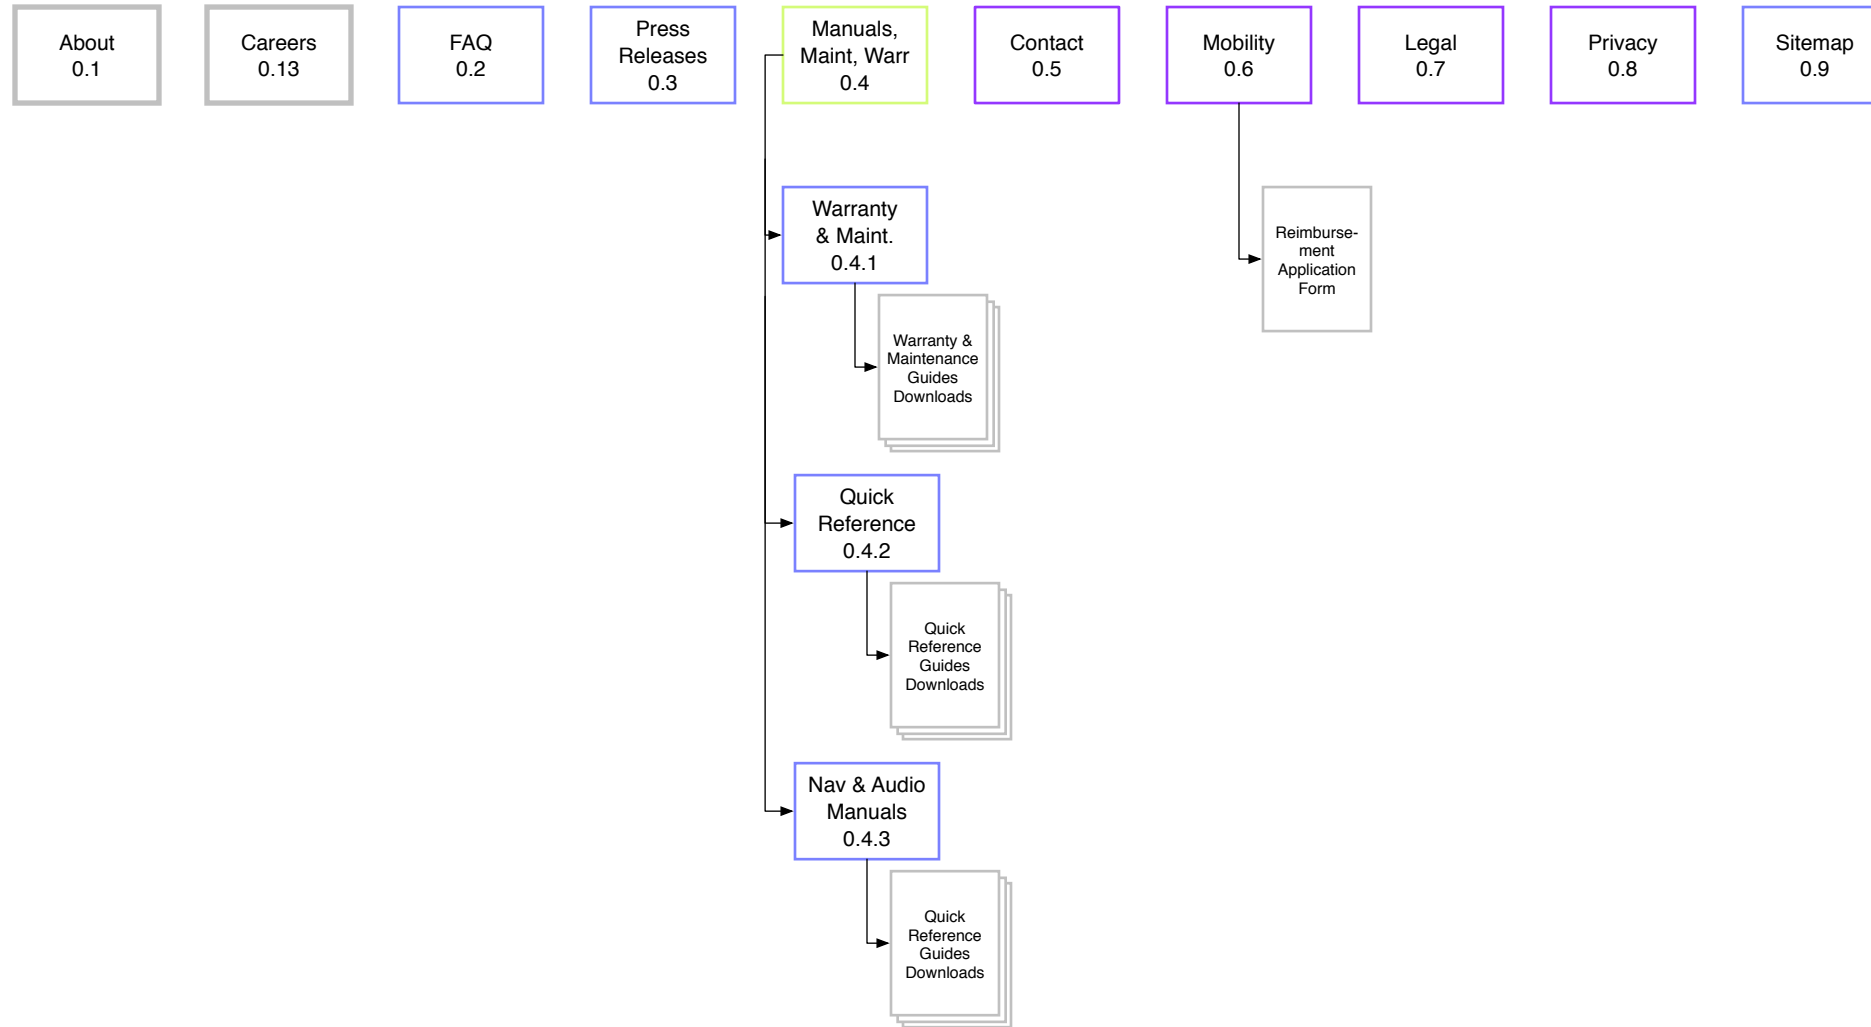 About
0.1
Careers
0.13
FAQ
0.2
Press
Releases
0.3
Manuals,
Maint, Warr
0.4
Contact
0.5
Mobility
0.6
Legal
0.7
Privacy
0.8
Sitemap
0.9
Warranty
& Maint.
0.4.1
Reimburse-
ment
Application
Form
Warranty &
Maintenance
Guides
Downloads
Quick
Reference
0.4.2
Quick
Reference
Guides
Downloads
Nav & Audio
Manuals
0.4.3
Quick
Reference
Guides
Downloads